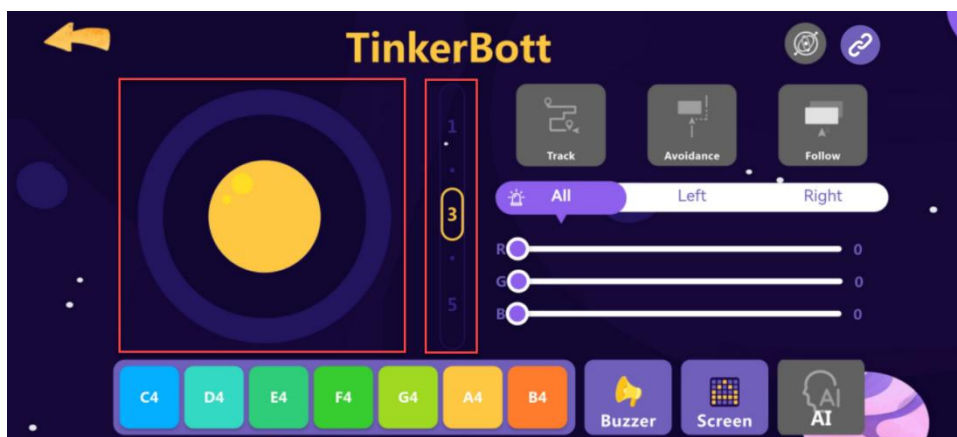 TinkerBott
1
3
5
Track
Avoidance
Follow
All Left Right
R 0
G 0
B 0
C4 D4 E4 F4 G4 A4 B4
Buzzer
Screen
AI
AI